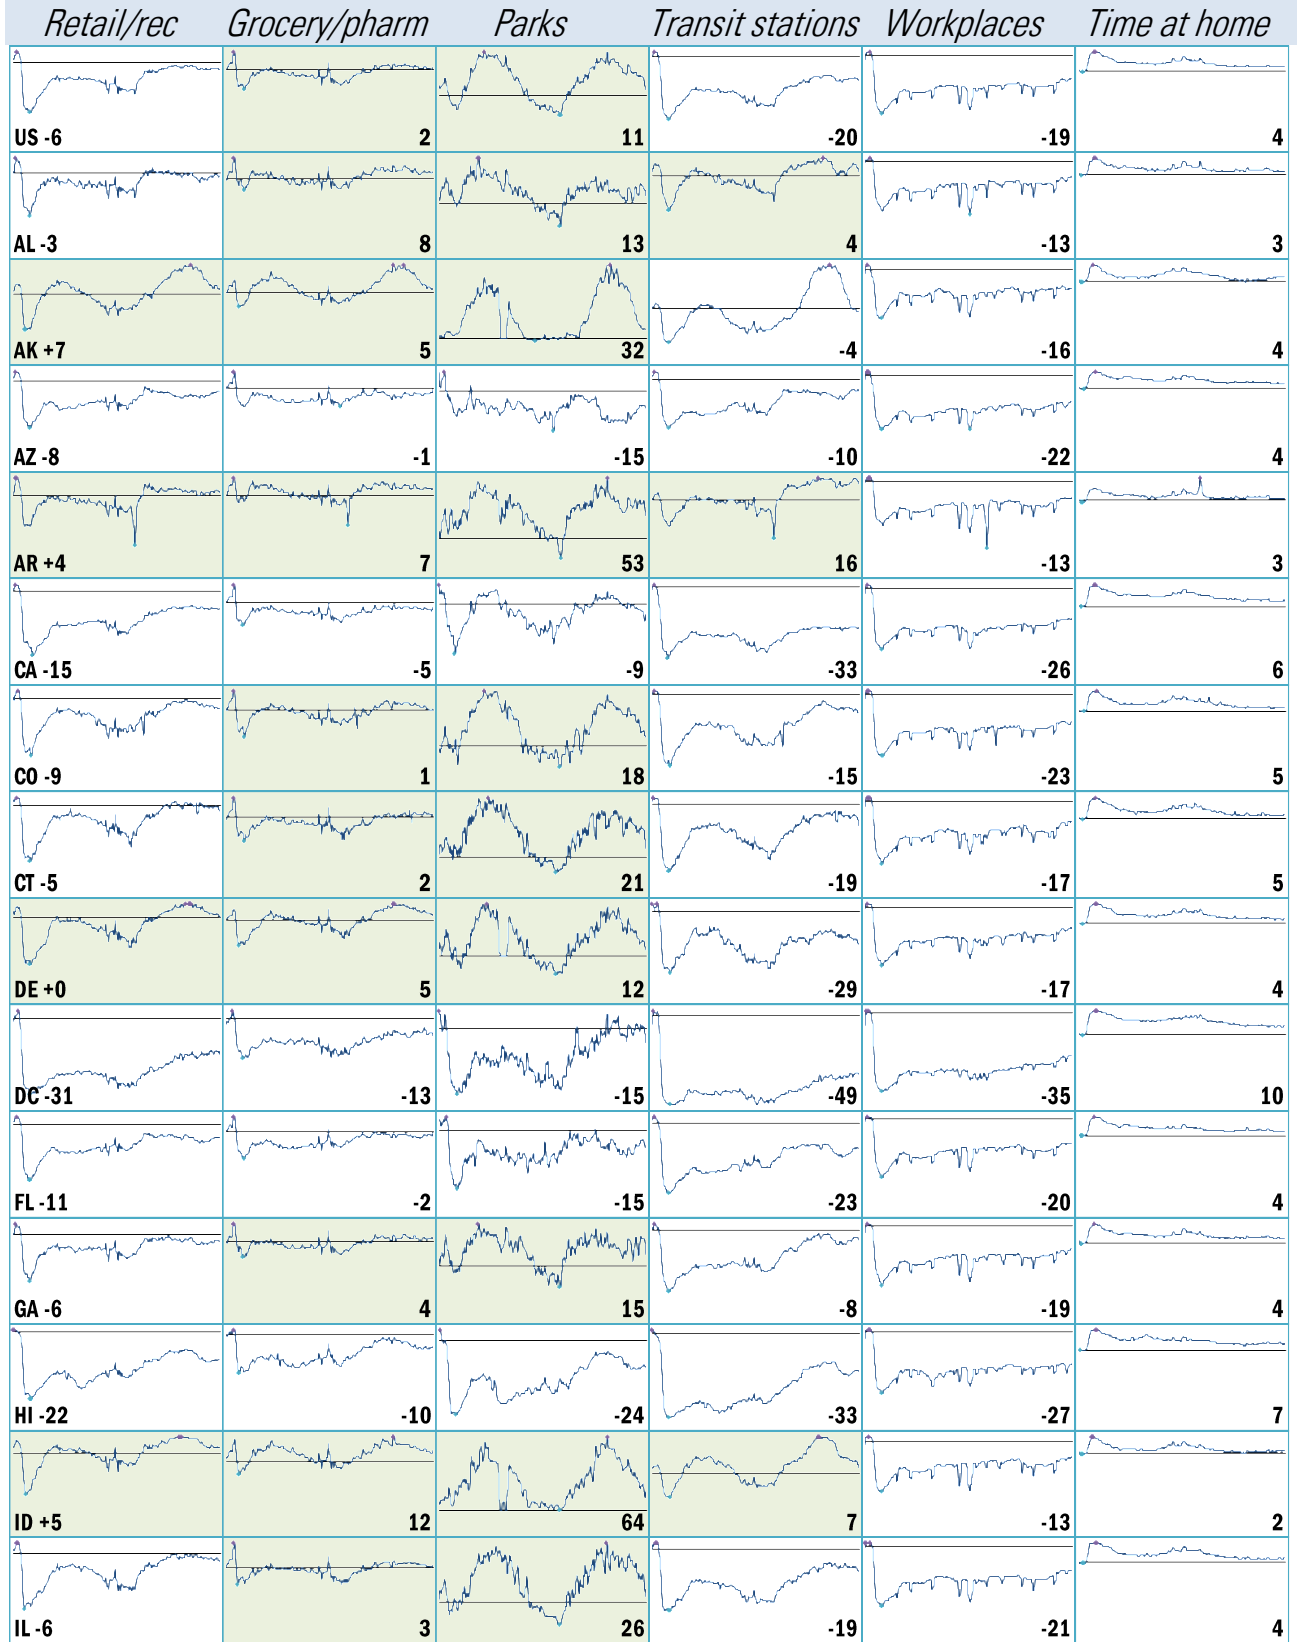 Retail/rec Grocery/pharm Parks Transit stations Workplaces Time at home
US -6 2 11 -20 -19 4
AL -3 8 13 4 -13 3
AK +7 5 32 -4 -16 4
AZ -8 -1 -15 -10 -22 4
AR +4 7 53 16 -13 3
CA -15 -5 -9 -33 -26 6
CO -9 1 18 -15 -23 5
CT -5 2 21 -19 -17 5
DE +0 5 12 -29 -17 4
DC -31 -13 -15 -49 -35 10
FL -11 -2 -15 -23 -20 4
GA -6 4 15 -8 -19 4
HI -22 -10 -24 -33 -27 7
ID +5 12 64 7 -13 2
IL -6 3 26 -19 -21 4